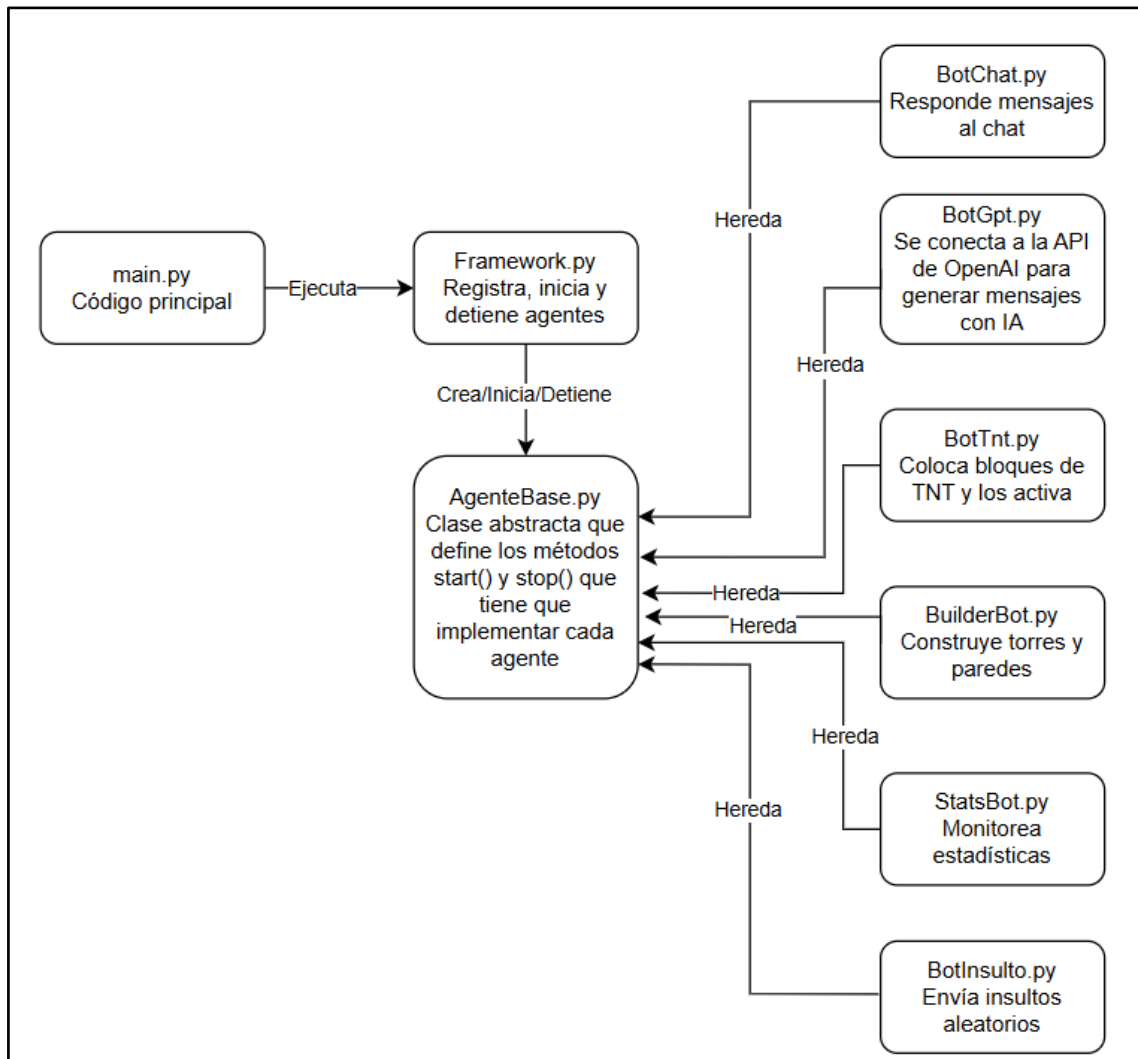 BotChat.py
Responde mensajes
al chat
Hereda
BotGpt.py
Se conecta a la API
de OpenAI para
generar mensajes
con IA
main.py
Código principal
Ejecuta
Framework.py
Registra, inicia y
detiene agentes
Hereda
Crea/Inicia/Detiene
BotTnt.py
Coloca bloques de
TNT y los activa
AgenteBase.py
Clase abstracta que
define los métodos
start() y stop() que
tiene que
implementar cada
agente
Hereda
Hereda
BuilderBot.py
Construye torres y
paredes
Hereda
Hereda
StatsBot.py
Monitorea
estadísticas
BotInsulto.py
Envía insultos
aleatorios